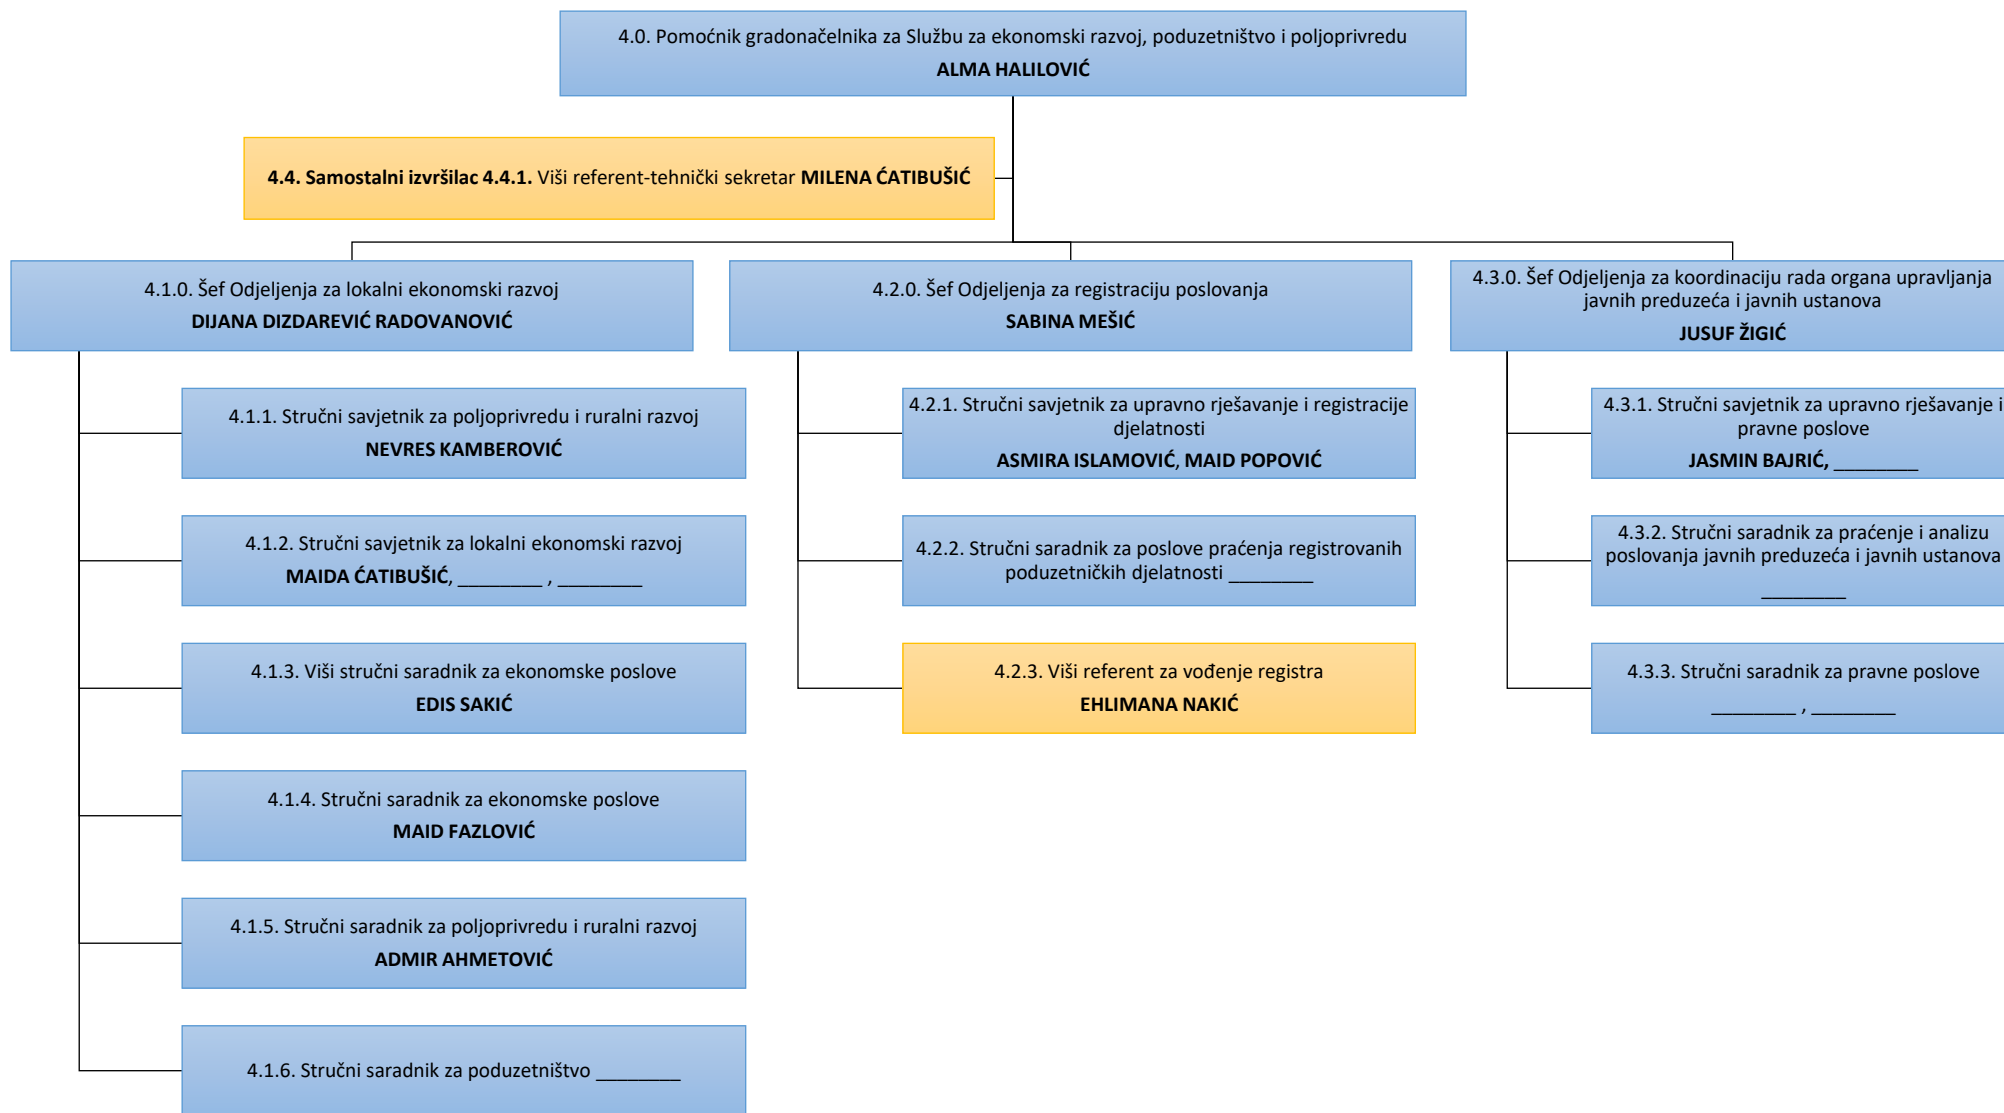 4.0. Pomoćnik gradonačelnika za Službu za ekonomski razvoj, poduzetništvo i poljoprivredu
ALMA HALILOVIĆ
4.4. Samostalni izvršilac 4.4.1. Viši referent-tehnički sekretar MILENA ĆATIBUŠIĆ
4.1.0. Šef Odjeljenja za lokalni ekonomski razvoj
DIJANA DIZDAREVIĆ RADOVANOVIĆ
4.1.1. Stručni savjetnik za poljoprivredu i ruralni razvoj
NEVRES KAMBEROVIĆ
4.1.2. Stručni savjetnik za lokalni ekonomski razvoj
MAIDA ĆATIBUŠIĆ, ________ , ________
4.1.3. Viši stručni saradnik za ekonomske poslove
EDIS SAKIĆ
4.1.4. Stručni saradnik za ekonomske poslove
MAID FAZLOVIĆ
4.1.5. Stručni saradnik za poljoprivredu i ruralni razvoj
ADMIR AHMETOVIĆ
4.1.6. Stručni saradnik za poduzetništvo ________
4.2.0. Šef Odjeljenja za registraciju poslovanja
SABINA MEŠIĆ
4.2.1. Stručni savjetnik za upravno rješavanje i registracije
djelatnosti
ASMIRA ISLAMOVIĆ, MAID POPOVIĆ
4.2.2. Stručni saradnik za poslove praćenja registrovanih
poduzetničkih djelatnosti ________
4.2.3. Viši referent za vođenje registra
EHLIMANA NAKIĆ
4.3.0. Šef Odjeljenja za koordinaciju rada organa upravljanja
javnih preduzeća i javnih ustanova
JUSUF ŽIGIĆ
4.3.1. Stručni savjetnik za upravno rješavanje i
pravne poslove
JASMIN BAJRIĆ, ________
4.3.2. Stručni saradnik za praćenje i analizu
poslovanja javnih preduzeća i javnih ustanova
________
4.3.3. Stručni saradnik za pravne poslove
________ , ________